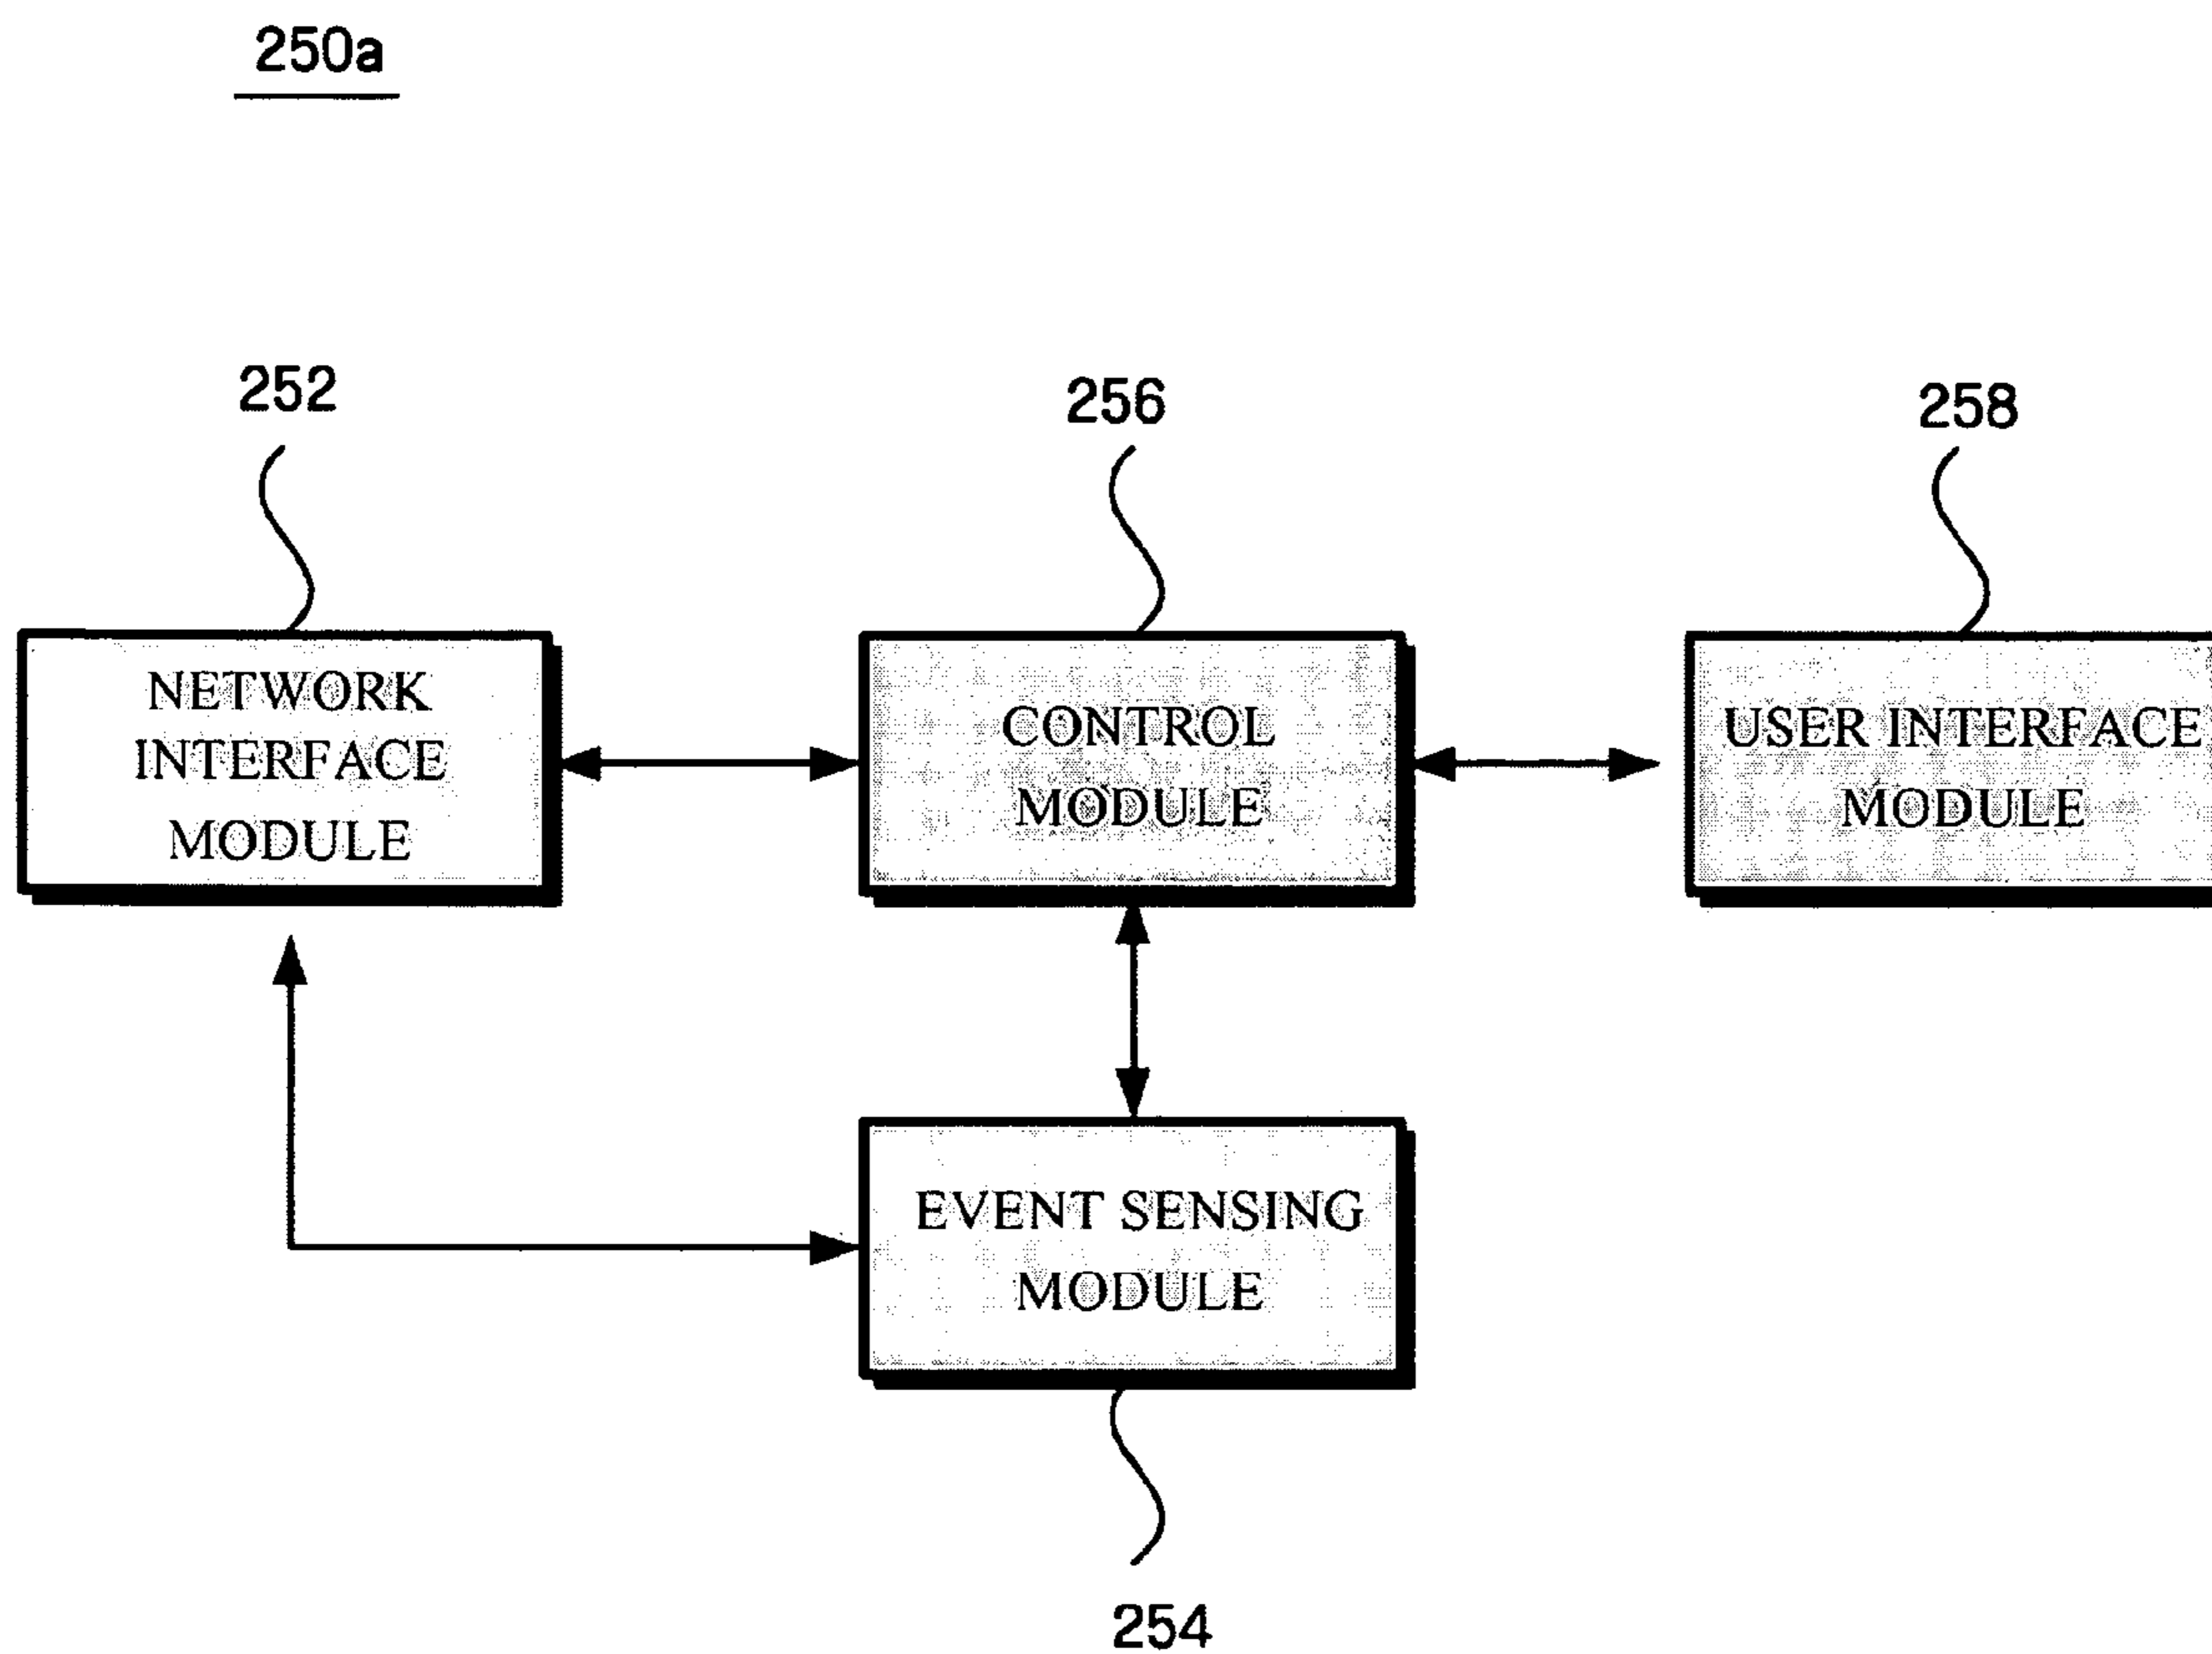 250a
252
256
258
NETWORK
INTERFACE
MODULE
CONTROL
MODULE
USER INTERFACE
MODULE
EVENT SENSING
MODULE
254